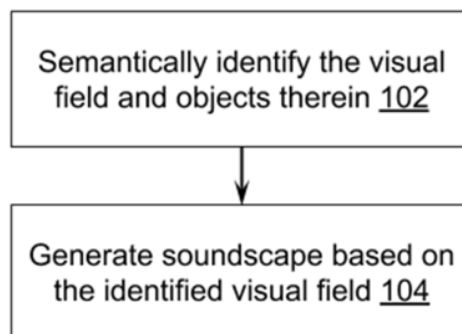 Semantically identify the visual
field and objects therein 102
Generate soundscape based on
the identified visual field 104